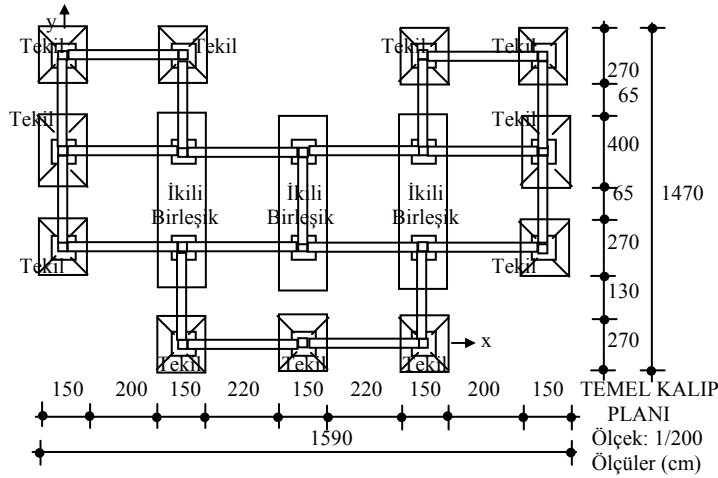 y
Tekil
Tekil
Tekil
Tekil
270
65
Tekil
Tekil
400
İkili
Birleşik
İkili
Birleşik
İkili
Birleşik
65
1470
270
Tekil
Tekil
130
x
270
Tekil
Tekil
Tekil
150 200 150 220 150 220 150 200 150
1590
TEMEL KALIP
PLANI
Ölçek: 1/200
Ölçüler (cm)